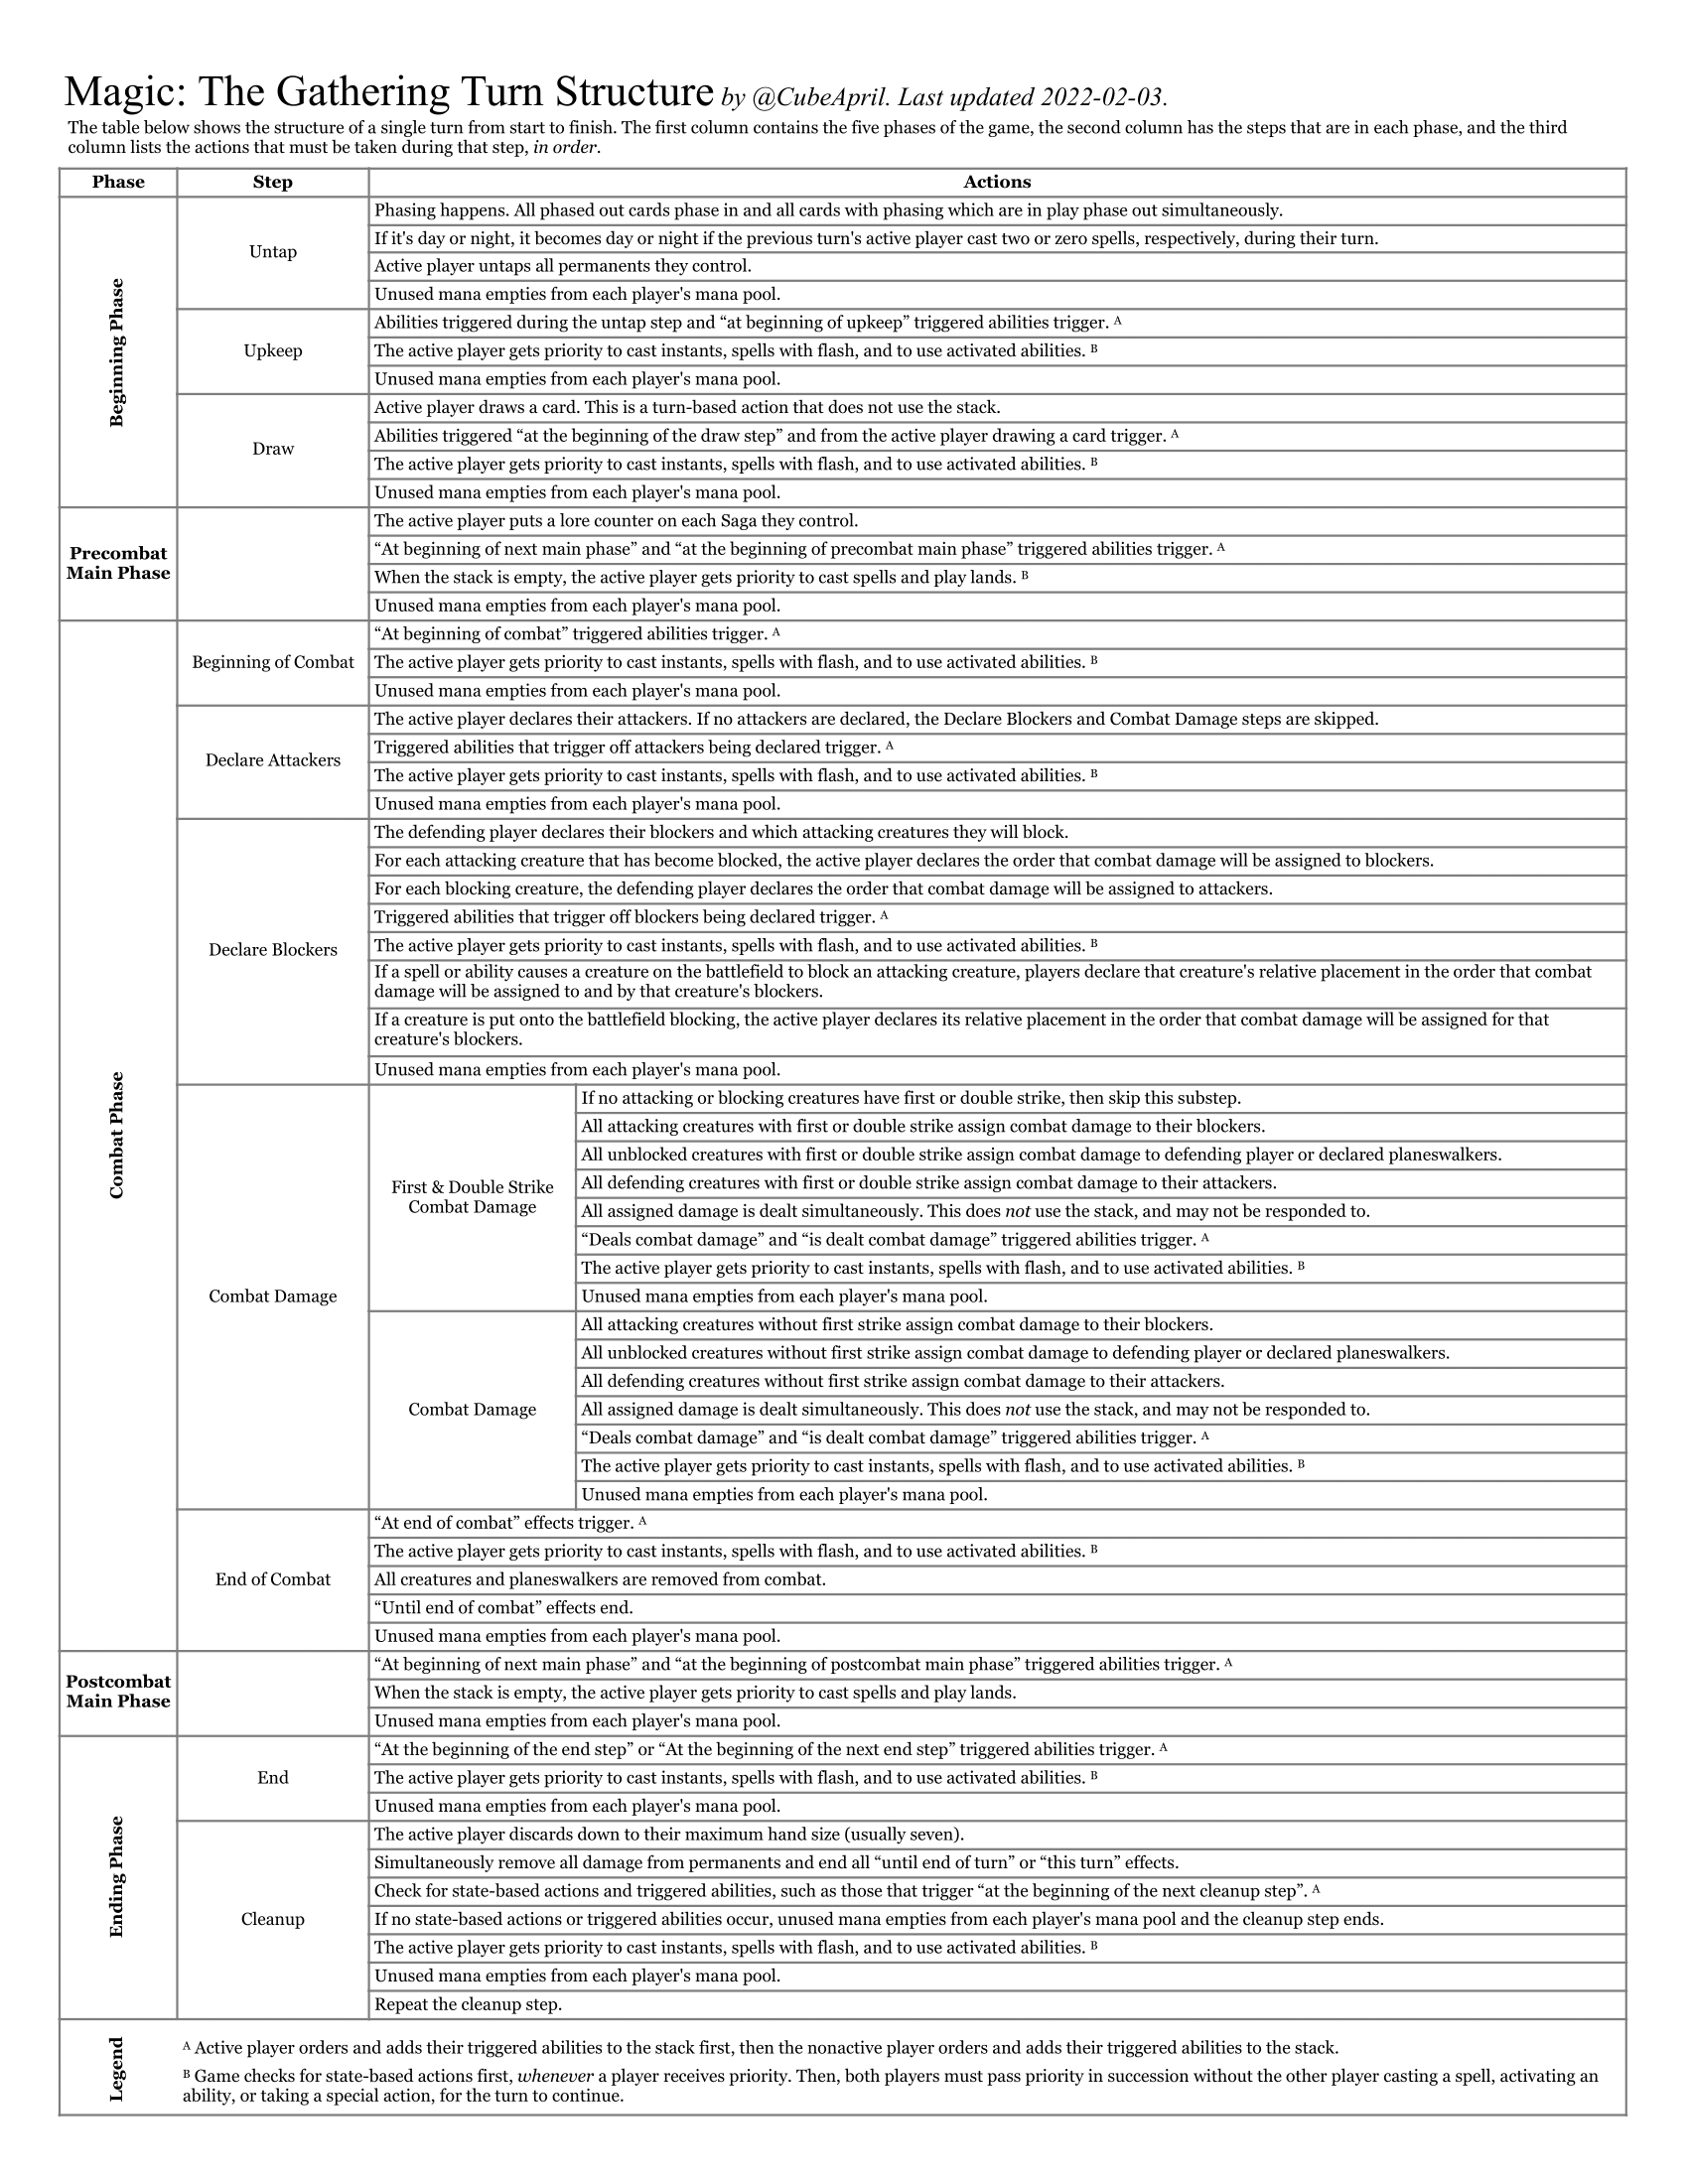 Magic: The Gathering Turn Structure by @CubeApril. Last updated 2022-02-03.
The table below shows the structure of a single turn from start to finish. The first column contains the five phases of the game, the second column has the steps that are in each phase, and the third
column lists the actions that must be taken during that step, in order.
Phase Step Actions
Beginning Phase
Untap
Phasing happens. All phased out cards phase in and all cards with phasing which are in play phase out simultaneously.
If it's day or night, it becomes day or night if the previous turn's active player cast two or zero spells, respectively, during their turn.
Active player untaps all permanents they control.
Unused mana empties from each player's mana pool.
Upkeep
Abilities triggered during the untap step and “at beginning of upkeep” triggered abilities trigger. A
The active player gets priority to cast instants, spells with flash, and to use activated abilities. B
Unused mana empties from each player's mana pool.
Draw
Active player draws a card. This is a turn-based action that does not use the stack.
Abilities triggered “at the beginning of the draw step” and from the active player drawing a card trigger. A
The active player gets priority to cast instants, spells with flash, and to use activated abilities. B
Unused mana empties from each player's mana pool.
Precombat
Main Phase
The active player puts a lore counter on each Saga they control.
“At beginning of next main phase” and “at the beginning of precombat main phase” triggered abilities trigger. A
When the stack is empty, the active player gets priority to cast spells and play lands. B
Unused mana empties from each player's mana pool.
Combat Phase
Beginning of Combat
“At beginning of combat” triggered abilities trigger. A
The active player gets priority to cast instants, spells with flash, and to use activated abilities. B
Unused mana empties from each player's mana pool.
Declare Attackers
The active player declares their attackers. If no attackers are declared, the Declare Blockers and Combat Damage steps are skipped.
Triggered abilities that trigger off attackers being declared trigger. A
The active player gets priority to cast instants, spells with flash, and to use activated abilities. B
Unused mana empties from each player's mana pool.
Declare Blockers
The defending player declares their blockers and which attacking creatures they will block.
For each attacking creature that has become blocked, the active player declares the order that combat damage will be assigned to blockers.
For each blocking creature, the defending player declares the order that combat damage will be assigned to attackers.
Triggered abilities that trigger off blockers being declared trigger. A
The active player gets priority to cast instants, spells with flash, and to use activated abilities. B
If a spell or ability causes a creature on the battlefield to block an attacking creature, players declare that creature's relative placement in the order that combat
damage will be assigned to and by that creature's blockers.
If a creature is put onto the battlefield blocking, the active player declares its relative placement in the order that combat damage will be assigned for that
creature's blockers.
Unused mana empties from each player's mana pool.
Combat Damage
First & Double Strike
Combat Damage
If no attacking or blocking creatures have first or double strike, then skip this substep.
All attacking creatures with first or double strike assign combat damage to their blockers.
All unblocked creatures with first or double strike assign combat damage to defending player or declared planeswalkers.
All defending creatures with first or double strike assign combat damage to their attackers.
All assigned damage is dealt simultaneously. This does not use the stack, and may not be responded to.
“Deals combat damage” and “is dealt combat damage” triggered abilities trigger. A
The active player gets priority to cast instants, spells with flash, and to use activated abilities. B
Unused mana empties from each player's mana pool.
Combat Damage
All attacking creatures without first strike assign combat damage to their blockers.
All unblocked creatures without first strike assign combat damage to defending player or declared planeswalkers.
All defending creatures without first strike assign combat damage to their attackers.
All assigned damage is dealt simultaneously. This does not use the stack, and may not be responded to.
“Deals combat damage” and “is dealt combat damage” triggered abilities trigger. A
The active player gets priority to cast instants, spells with flash, and to use activated abilities. B
Unused mana empties from each player's mana pool.
End of Combat
“At end of combat” effects trigger. A
The active player gets priority to cast instants, spells with flash, and to use activated abilities. B
All creatures and planeswalkers are removed from combat.
“Until end of combat” effects end.
Unused mana empties from each player's mana pool.
Postcombat
Main Phase
“At beginning of next main phase” and “at the beginning of postcombat main phase” triggered abilities trigger. A
When the stack is empty, the active player gets priority to cast spells and play lands.
Unused mana empties from each player's mana pool.
Ending Phase
End
“At the beginning of the end step” or “At the beginning of the next end step” triggered abilities trigger. A
The active player gets priority to cast instants, spells with flash, and to use activated abilities. B
Unused mana empties from each player's mana pool.
Cleanup
The active player discards down to their maximum hand size (usually seven).
Simultaneously remove all damage from permanents and end all “until end of turn” or “this turn” effects.
Check for state-based actions and triggered abilities, such as those that trigger “at the beginning of the next cleanup step”. A
If no state-based actions or triggered abilities occur, unused mana empties from each player's mana pool and the cleanup step ends.
The active player gets priority to cast instants, spells with flash, and to use activated abilities. B
Unused mana empties from each player's mana pool.
Repeat the cleanup step.
Legend
A Active player orders and adds their triggered abilities to the stack first, then the nonactive player orders and adds their triggered abilities to the stack.
B Game checks for state-based actions first, whenever a player receives priority. Then, both players must pass priority in succession without the other player casting a spell, activating an
ability, or taking a special action, for the turn to continue.